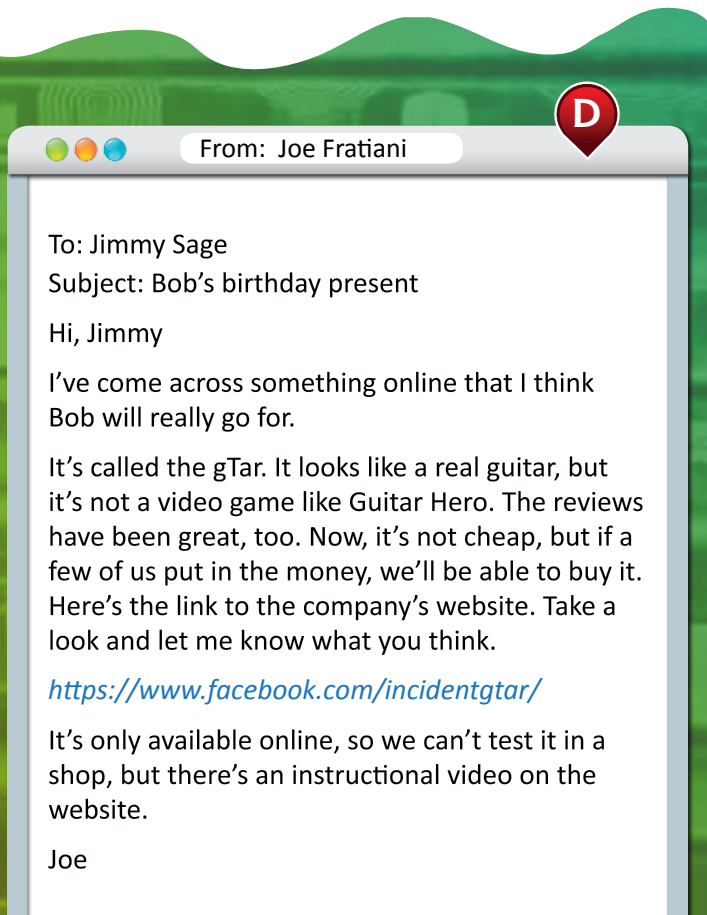 D
From: Joe Fratiani
To: Jimmy Sage
Subject: Bob's birthday present
Hi, Jimmy
I've come across something online that I think
Bob will really go for.
It's called the gTar. It looks like a real guitar, but
it's not a video game like Guitar Hero. The reviews
have been great, too. Now, it's not cheap, but if a
few of us put in the money, we'll be able to buy it.
Here's the link to the company's website. Take a
look and let me know what you think.
https://www.facebook.com/incidentgtar/
It's only available online, so we can't test it in a
shop, but there's an instructional video on the
website.
Joe